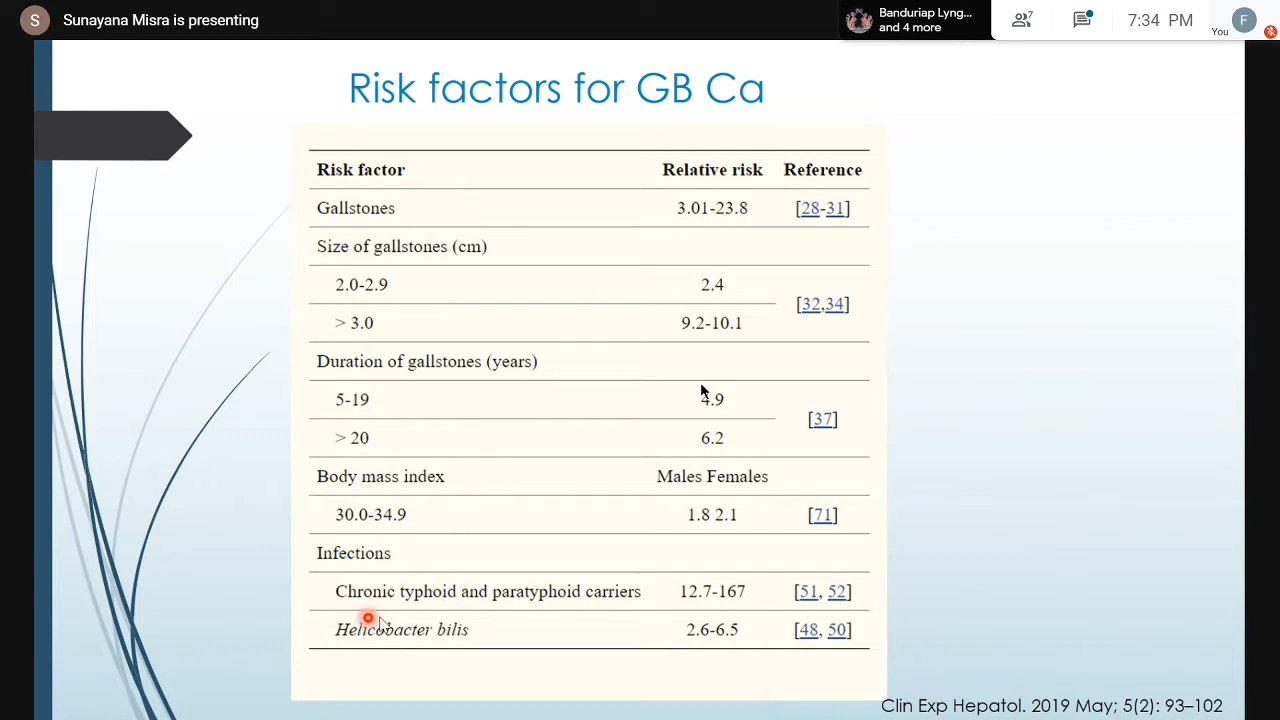 S Sunayana Misra is presenting
Banduriap Lyng...
and 4 more
7
7:34 PM
You
F
Risk factors for GB Ca
Risk factor Relative risk Reference
Gallstones 3.01-23.8 [28-31]
Size of gallstones (cm)
2.0-2.9 2.4
[32,34]
> 3.0 9.2-10.1
Duration of gallstones (years)
5-19 4.9
[37]
> 20 6.2
Body mass index Males Females
30.0-34.9 1.8 2.1 [71]
Infections
Chronic typhoid and paratyphoid carriers 12.7-167 [51, 52]
Helicobacter bilis 2.6-6.5 [48, 50]
Clin Exp Hepatol. 2019 May; 5(2): 93–102